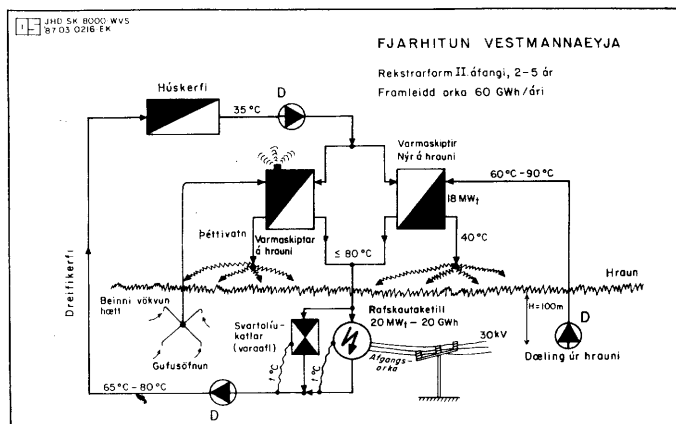 JHD SK 8000 WVS
87 03 0216 EK
FJARHITUN VESTMANNAEYJA
Rekstrarform II. áfangi, 2-5 ár
Framleidd orka 60 GWh/ári
Húskerfi
35 °C
D
Varmaskiptir
Nýr á hrauni
60°C-90°C
18 MWt
Þéttivatn
Varmaskiptar
á hrauni
≤ 80°C
40°C
Dreifikerfi
Hraun
Beinni vökvun
hætt
Gufusöfnun
Svartolíu-
katlar
(varaafl)
Rafskautaketill
20 MWt - 20 GWh
30kV
H=100m
D
Afgangs-
orka
Dæling úr hrauni
t °C
t °C
65°C-80°C
D